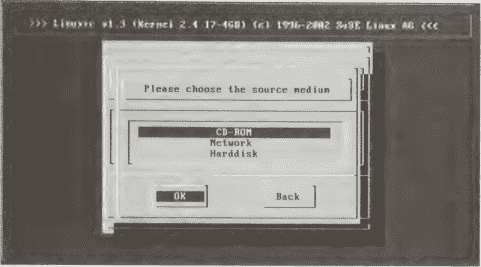 >>> Linuxrc v1.3 (Kernel 2.4.17-4GB) (c) 1996-2002 SuSE Linux AG <<<
Please choose the source medium
CD-ROM
Network
Harddisk
OK Back